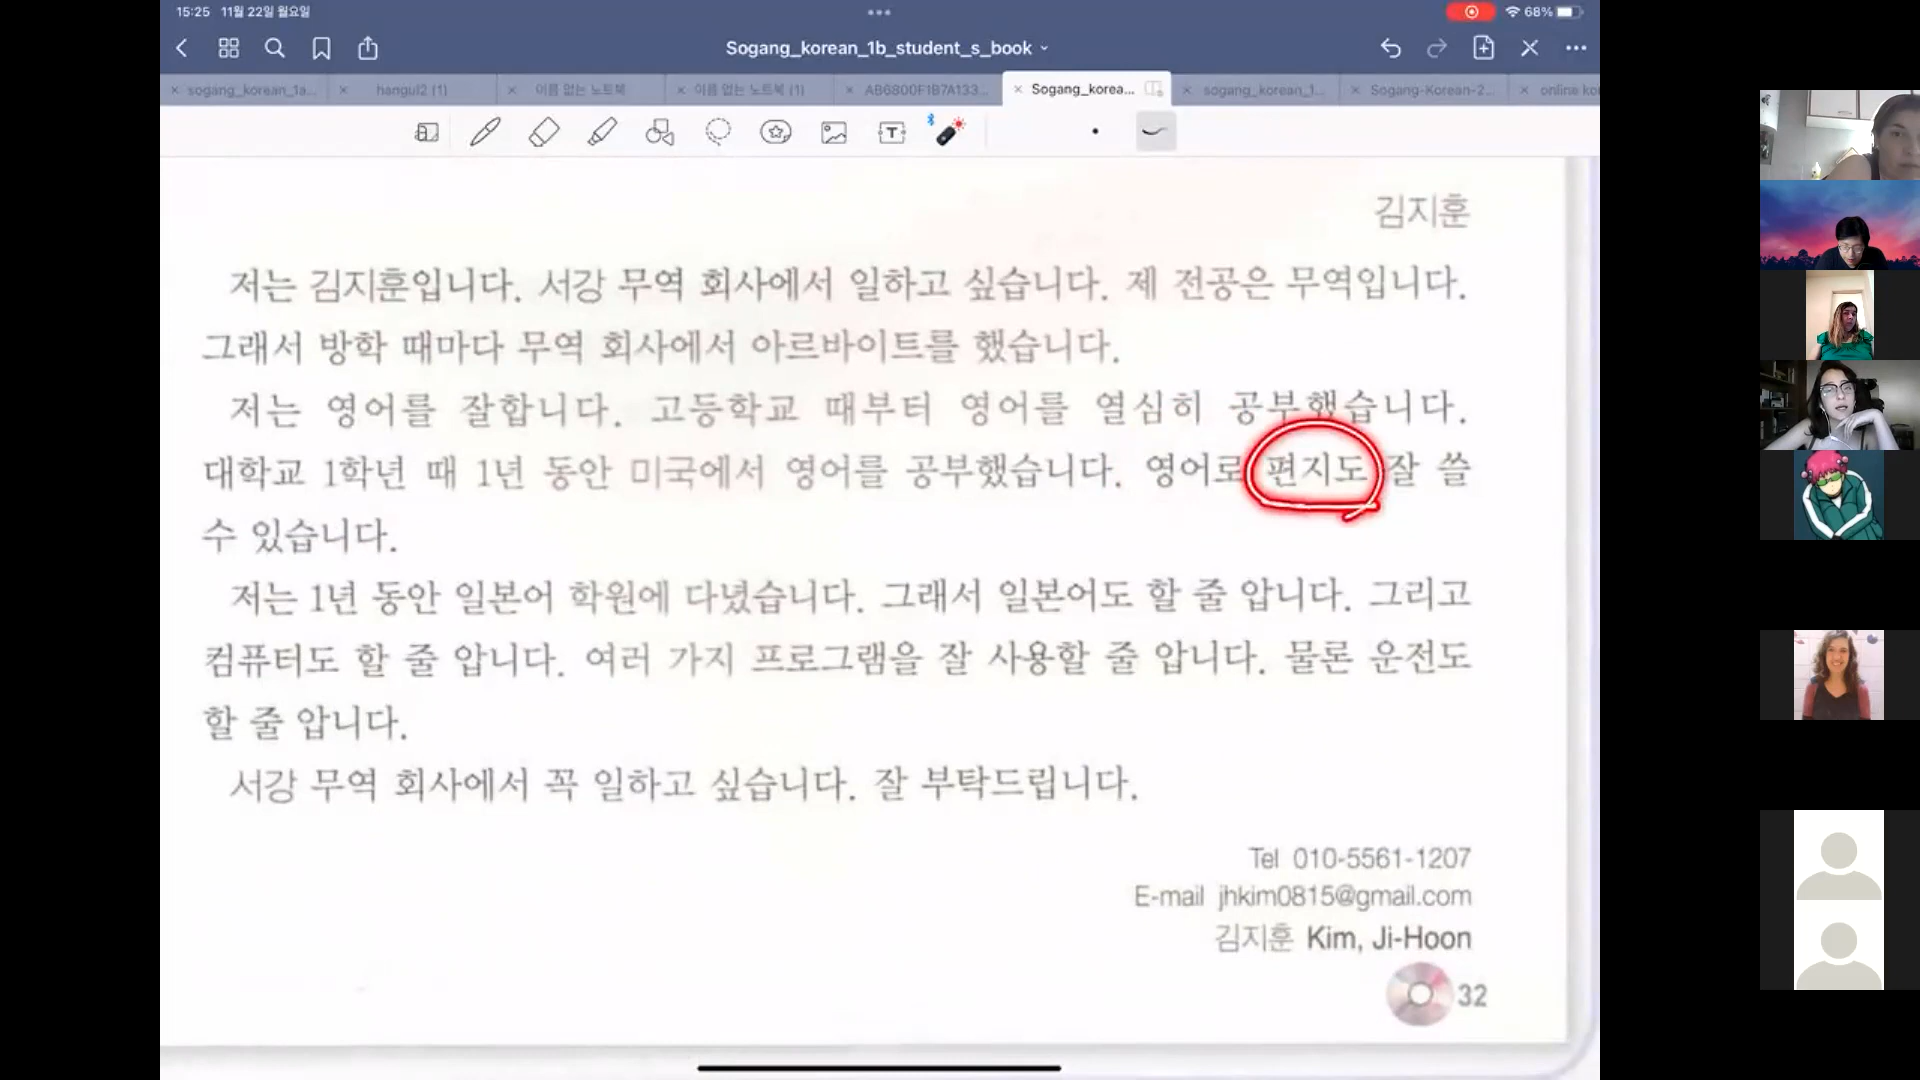 15:25 11월 22일 월요일
68%
Sogang_korean_1b_student_s_book
sogang_korean_1a...
hangul2 (1)
이름 없는 노트북
이름 없는 노트북 (1)
AB6800F1B7A133...
Sogang_korea...
sogang_korean_1...
Sogang-Korean-2...
online ko
김지훈
저는 김지훈입니다. 서강 무역 회사에서 일하고 싶습니다. 제 전공은 무역입니다.
그래서 방학 때마다 무역 회사에서 아르바이트를 했습니다.
저는 영어를 잘합니다. 고등학교 때부터 영어를 열심히 공부했습니다.
대학교 1학년 때 1년 동안 미국에서 영어를 공부했습니다. 영어로 편지도 잘 쓸
수 있습니다.
저는 1년 동안 일본어 학원에 다녔습니다. 그래서 일본어도 할 줄 압니다. 그리고
컴퓨터도 할 줄 압니다. 여러 가지 프로그램을 잘 사용할 줄 압니다. 물론 운전도
할 줄 압니다.
서강 무역 회사에서 꼭 일하고 싶습니다. 잘 부탁드립니다.
Tel 010-5561-1207
E-mail jhkim0815@gmail.com
김지훈 Kim, Ji-Hoon
32